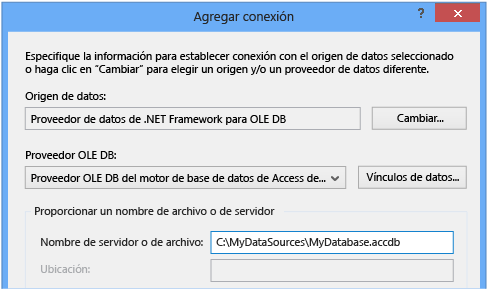 Agregar conexión
?
Especifique la información para establecer conexión con el origen de datos seleccionado
o haga clic en "Cambiar" para elegir un origen y/o un proveedor de datos diferente.
Origen de datos:
Proveedor de datos de .NET Framework para OLE DB
Cambiar...
Proveedor OLE DB:
Proveedor OLE DB del motor de base de datos de Access de...
Vínculos de datos...
Proporcionar un nombre de archivo o de servidor
Nombre de servidor o de archivo:
C:\MyDataSources\MyDatabase.accdb
Ubicación: